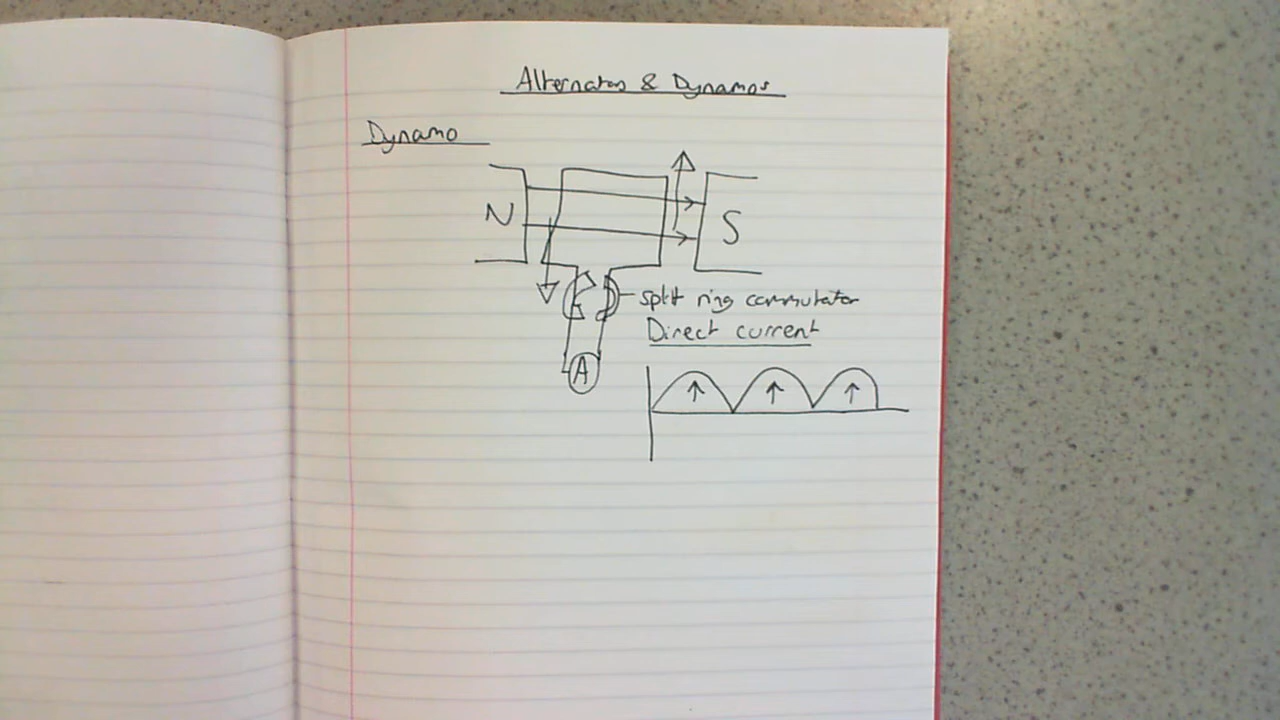 Alternators & Dynamos
Dynamo
N
S
split ring commutator
Direct current
A